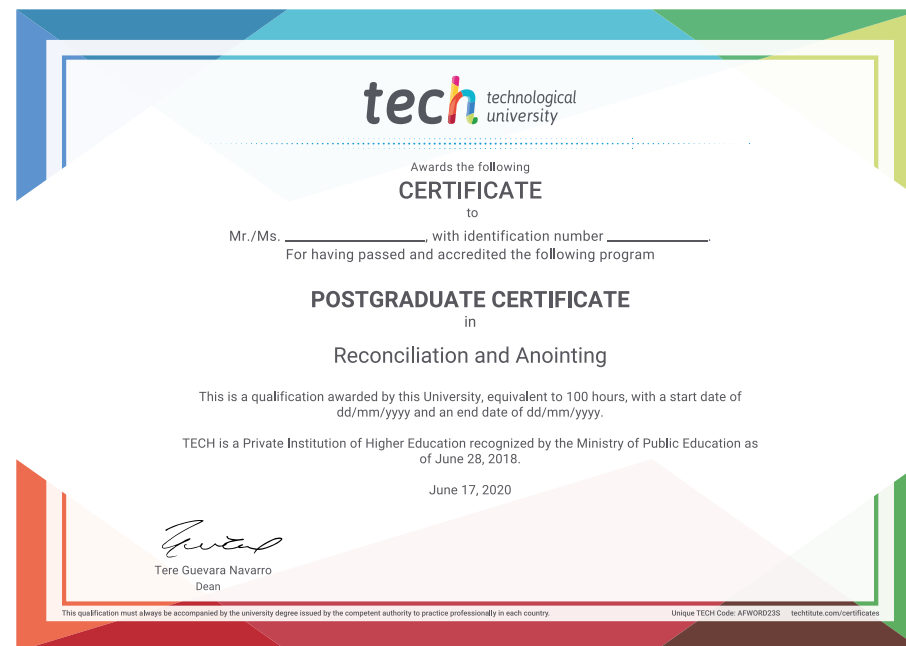 tech technological
university
Awards the following
CERTIFICATE
to
Mr./Ms. ____________________, with identification number ______________.
For having passed and accredited the following program
POSTGRADUATE CERTIFICATE
in
Reconciliation and Anointing
This is a qualification awarded by this University, equivalent to 100 hours, with a start date of
dd/mm/yyyy and an end date of dd/mm/yyyy.
TECH is a Private Institution of Higher Education recognized by the Ministry of Public Education as
of June 28, 2018.
June 17, 2020
Tere Guevara Navarro
Dean
This qualification must always be accompanied by the university degree issued by the competent authority to practice professionally in each country. Unique TECH Code: AFWORD23S techtitute.com/certificates